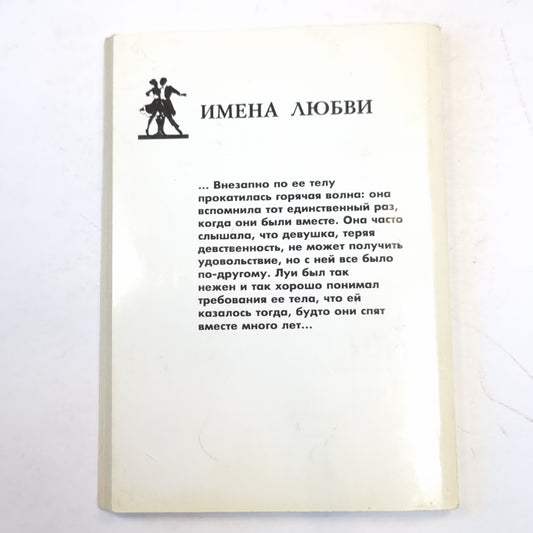 ИМЕНА ЛЮБВИ
... Внезапно по ее телу
прокатилась горячая волна: она
вспомнила тот единственный раз,
когда они были вместе. Она часто
слышала, что девушка, теряя
девственность, не может получить
удовольствие, но с ней все было
по-другому. Луи был так
нежен и так хорошо понимал
требования ее тела, что ей
казалось тогда, будто они спят
вместе много лет...